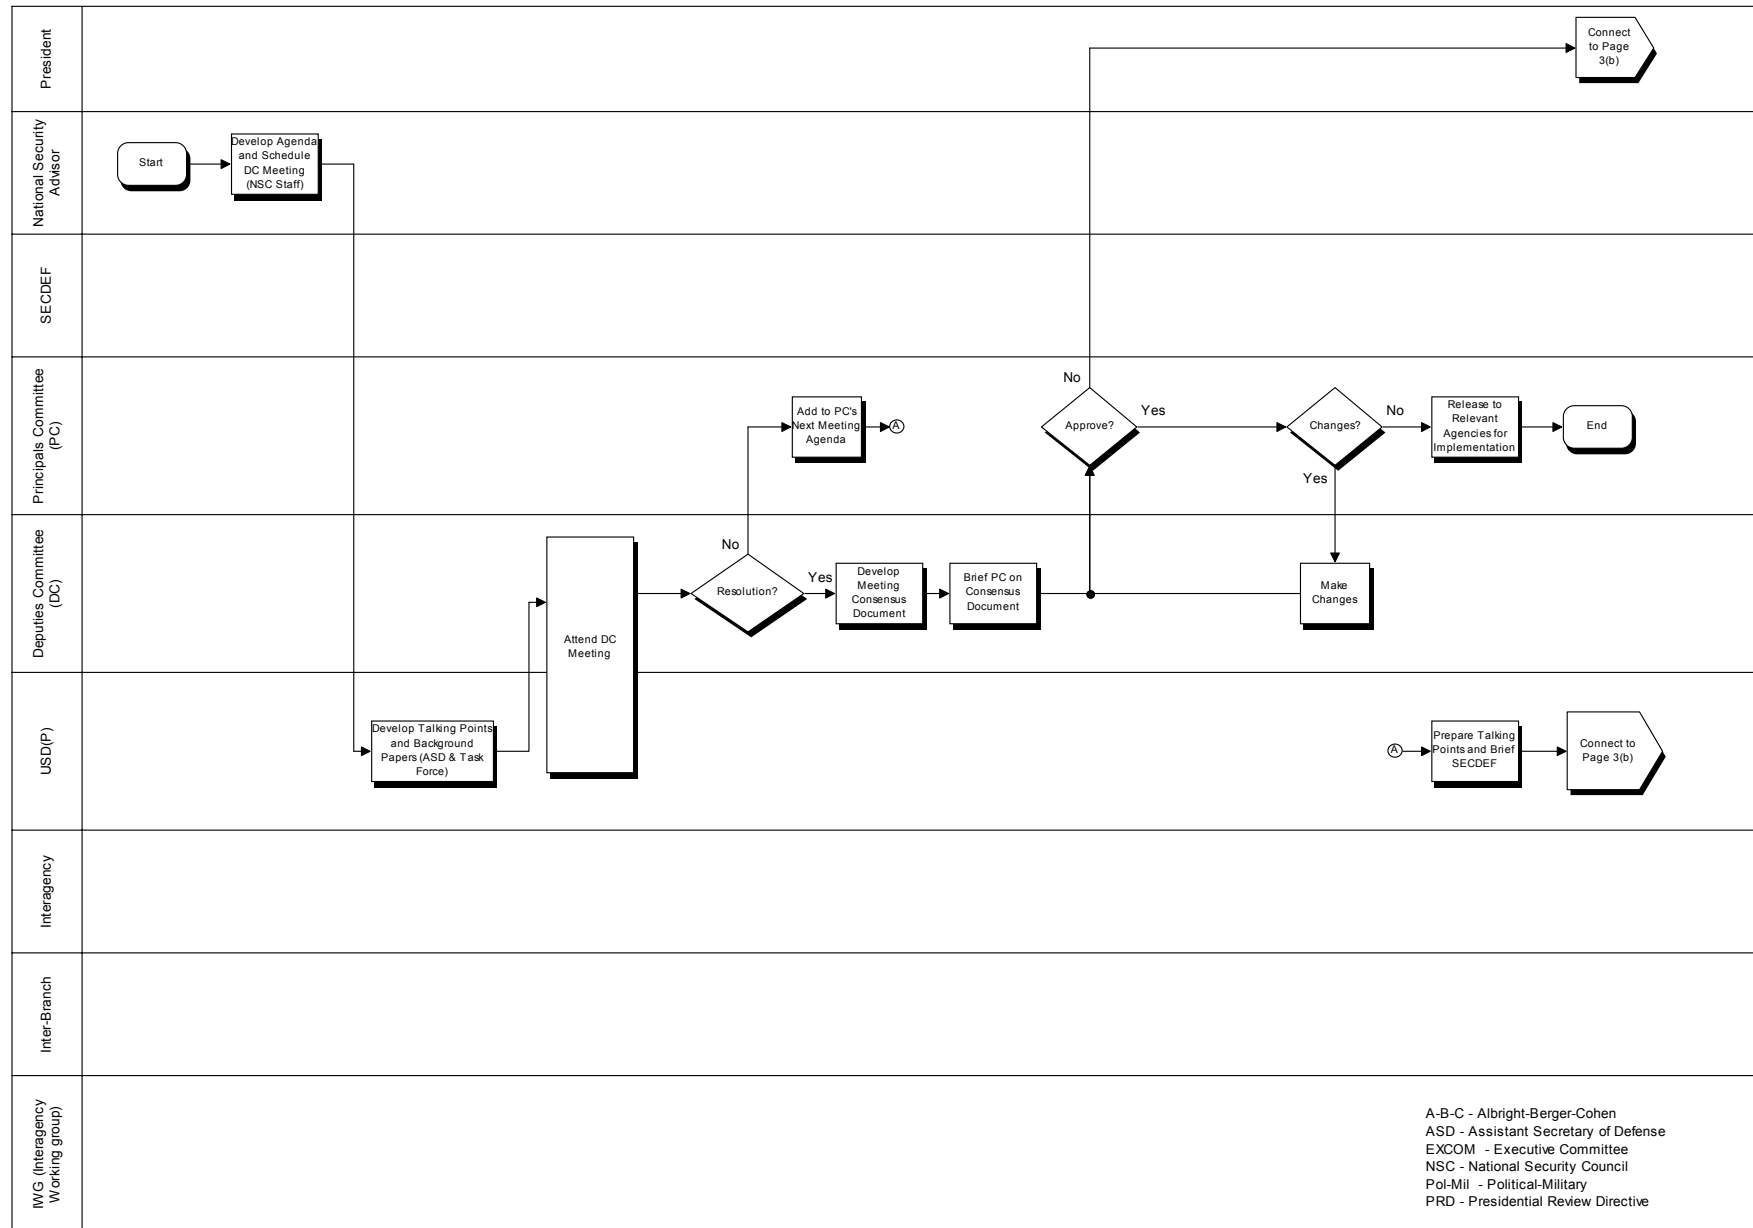 President
Connect
to Page
3(b)
National Security
Advisor
Start
Develop Agenda
and Schedule
DC Meeting
(NSC Staff)
SECDEF
Principals Committee
(PC)
Add to PC's
Next Meeting
Agenda
A
No
Approve?
Yes
Changes?
No
Yes
Release to
Relevant
Agencies for
Implementation
End
Deputies Committee
(DC)
Attend DC
Meeting
No
Resolution?
Yes
Develop
Meeting
Consensus
Document
Brief PC on
Consensus
Document
Make
Changes
USD(P)
Develop Talking Points
and Background
Papers (ASD & Task
Force)
A
Prepare Talking
Points and Brief
SECDEF
Connect to
Page 3(b)
Interagency
Inter-Branch
IWG (Interagency
Working group)
A-B-C - Albright-Berger-Cohen
ASD - Assistant Secretary of Defense
EXCOM - Executive Committee
NSC - National Security Council
Pol-Mil - Political-Military
PRD - Presidential Review Directive